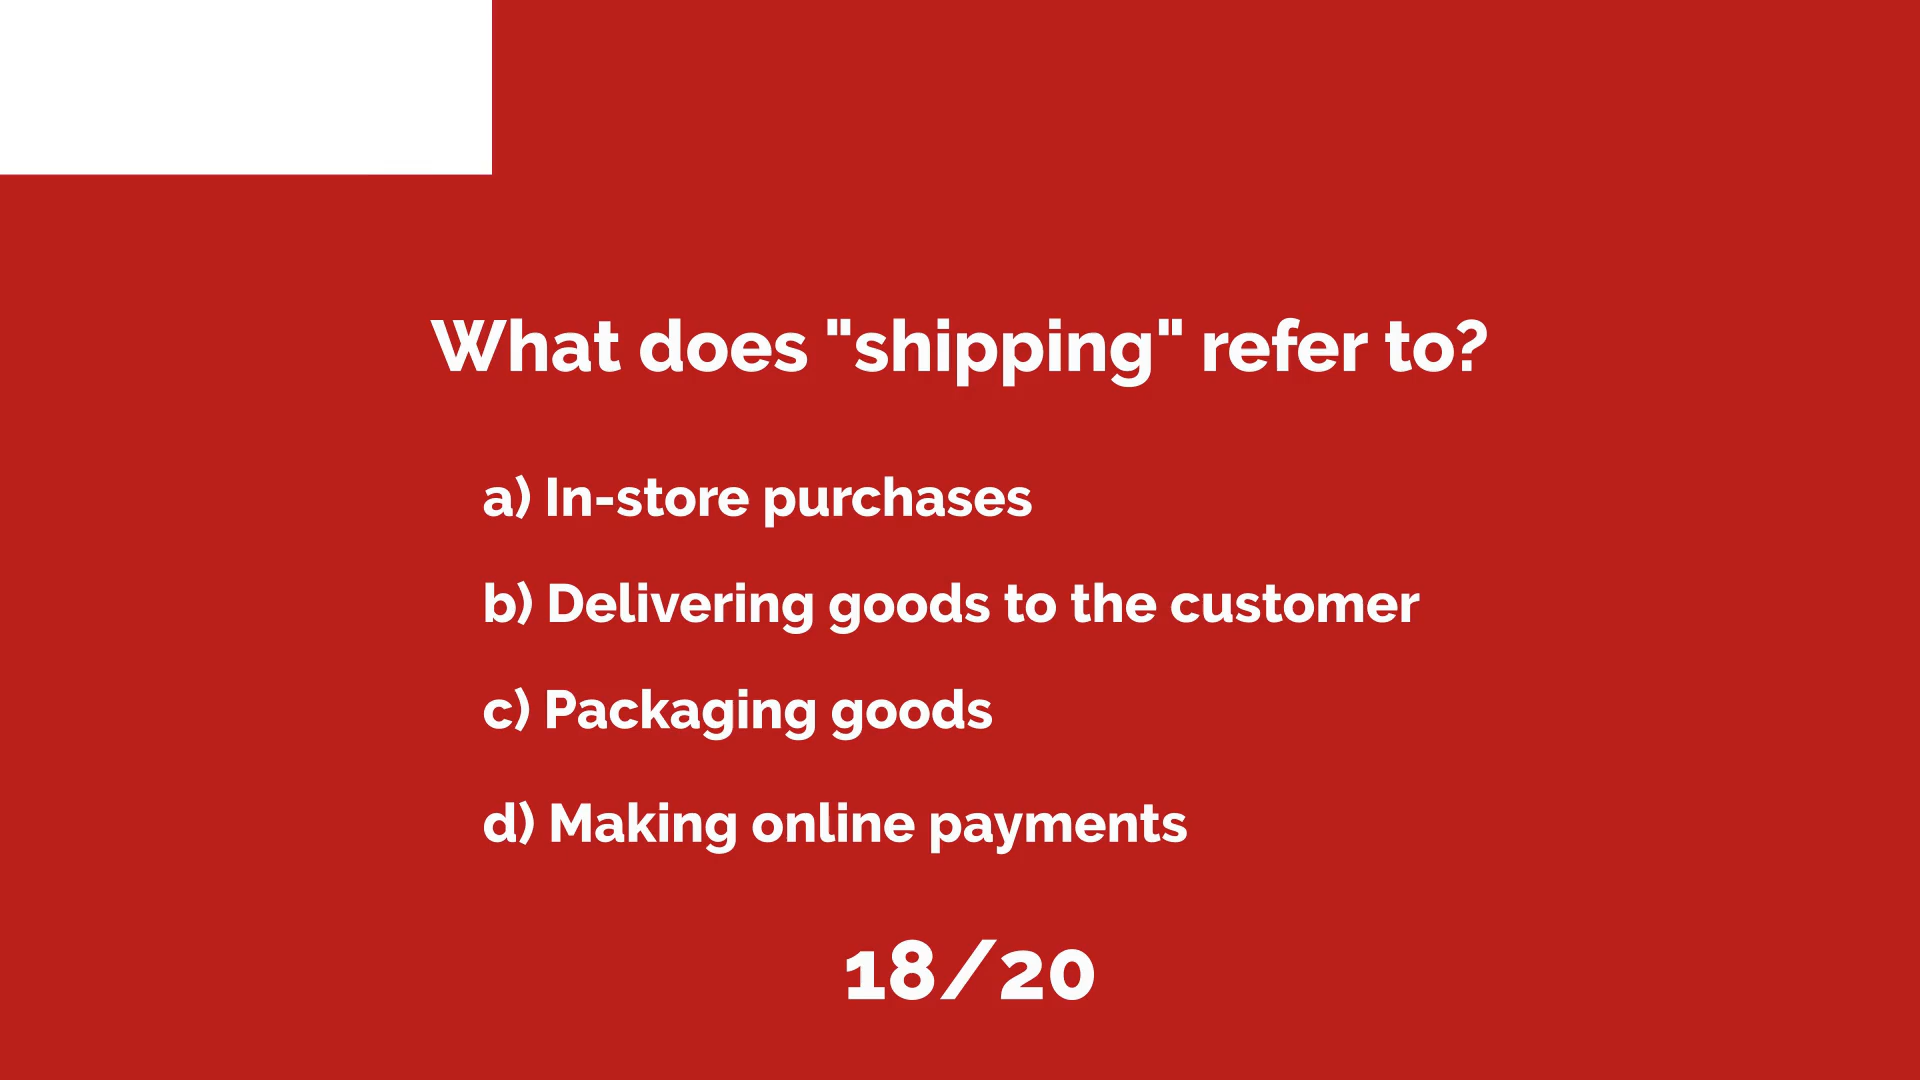 What does "shipping" refer to?
a) In-store purchases
b) Delivering goods to the customer
c) Packaging goods
d) Making online payments
18/20